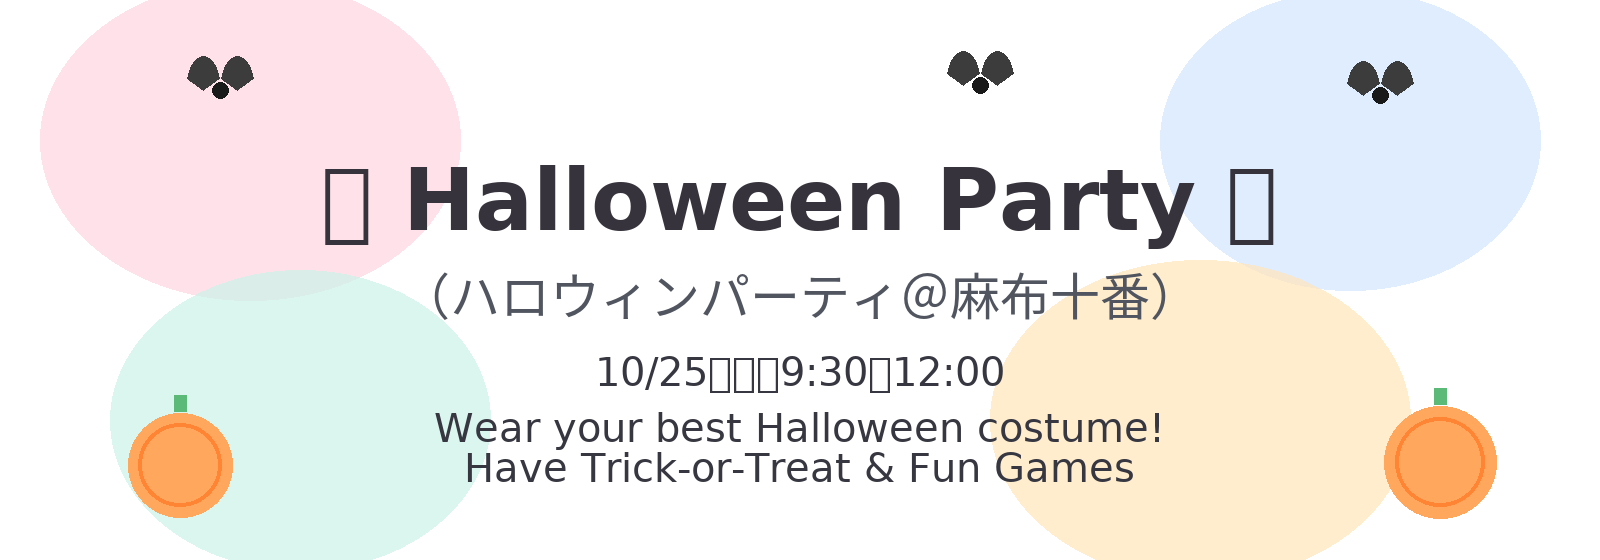 Halloween Party
（ハロウィンパーティ@麻布十番）
10/25 9:30 12:00
Wear your best Halloween costume!
Have Trick-or-Treat & Fun Games